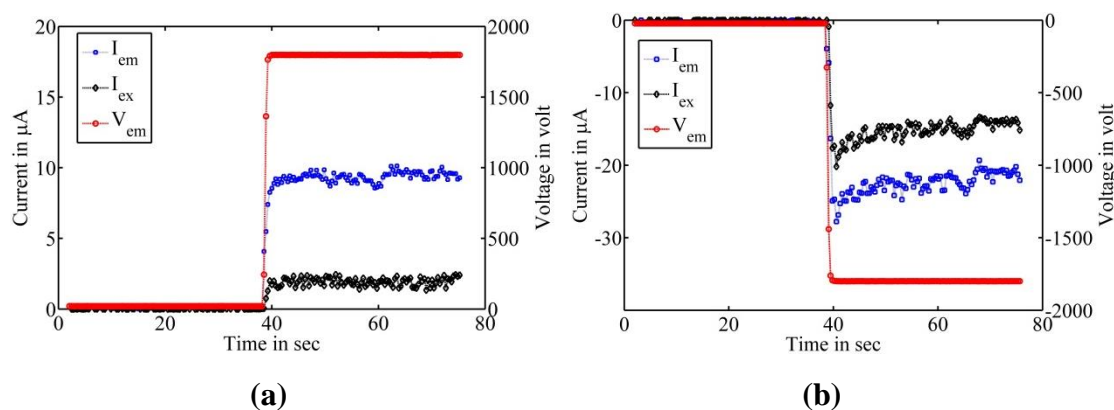 20
15
10
5
0
Current in μA
I_em
I_ex
V_em
2000
1500
1000
500
0
Voltage in volt
0 20 40 60 80
Time in sec
(a)
0
-10
-20
-30
Current in μA
I_em
I_ex
V_em
0
-500
-1000
-1500
-2000
Voltage in volt
0 20 40 60 80
Time in sec
(b)